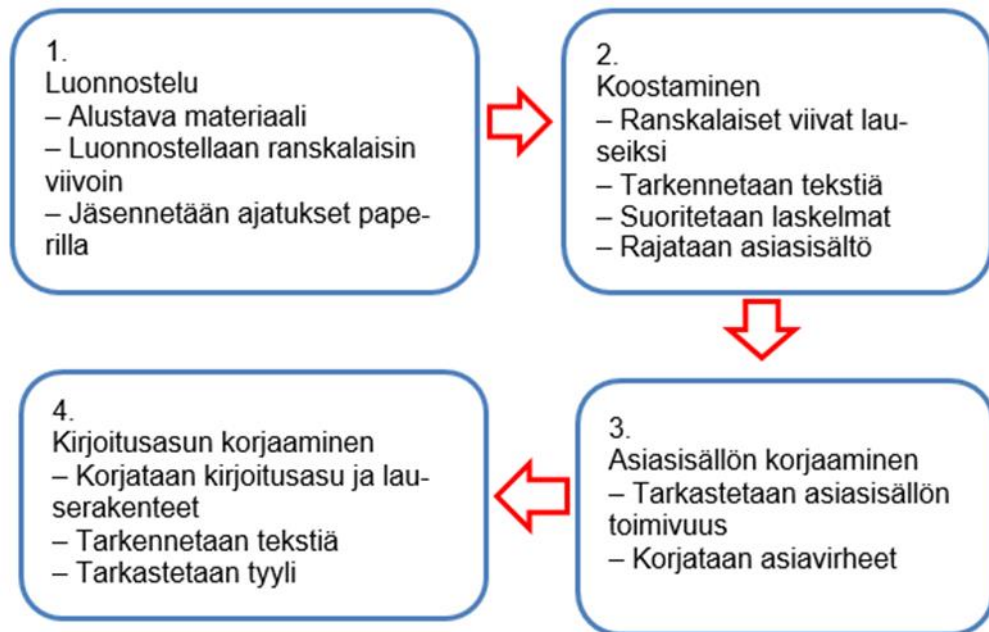 1.
Luonnostelu
– Alustava materiaali
– Luonnostellaan ranskalaisin
viivoin
– Jäsennetään ajatukset pape-
rilla
2.
Koostaminen
– Ranskalaiset viivat lau-
seiksi
– Tarkennetaan tekstiä
– Suoritetaan laskelmat
– Rajataan asiasisältö
3.
Asiasisällön korjaaminen
– Tarkastetaan asiasisällön
toimivuus
– Korjataan asiavirheet
4.
Kirjoitusasun korjaaminen
– Korjataan kirjoitusasu ja lau-
serakenteet
– Tarkennetaan tekstiä
– Tarkastetaan tyyli